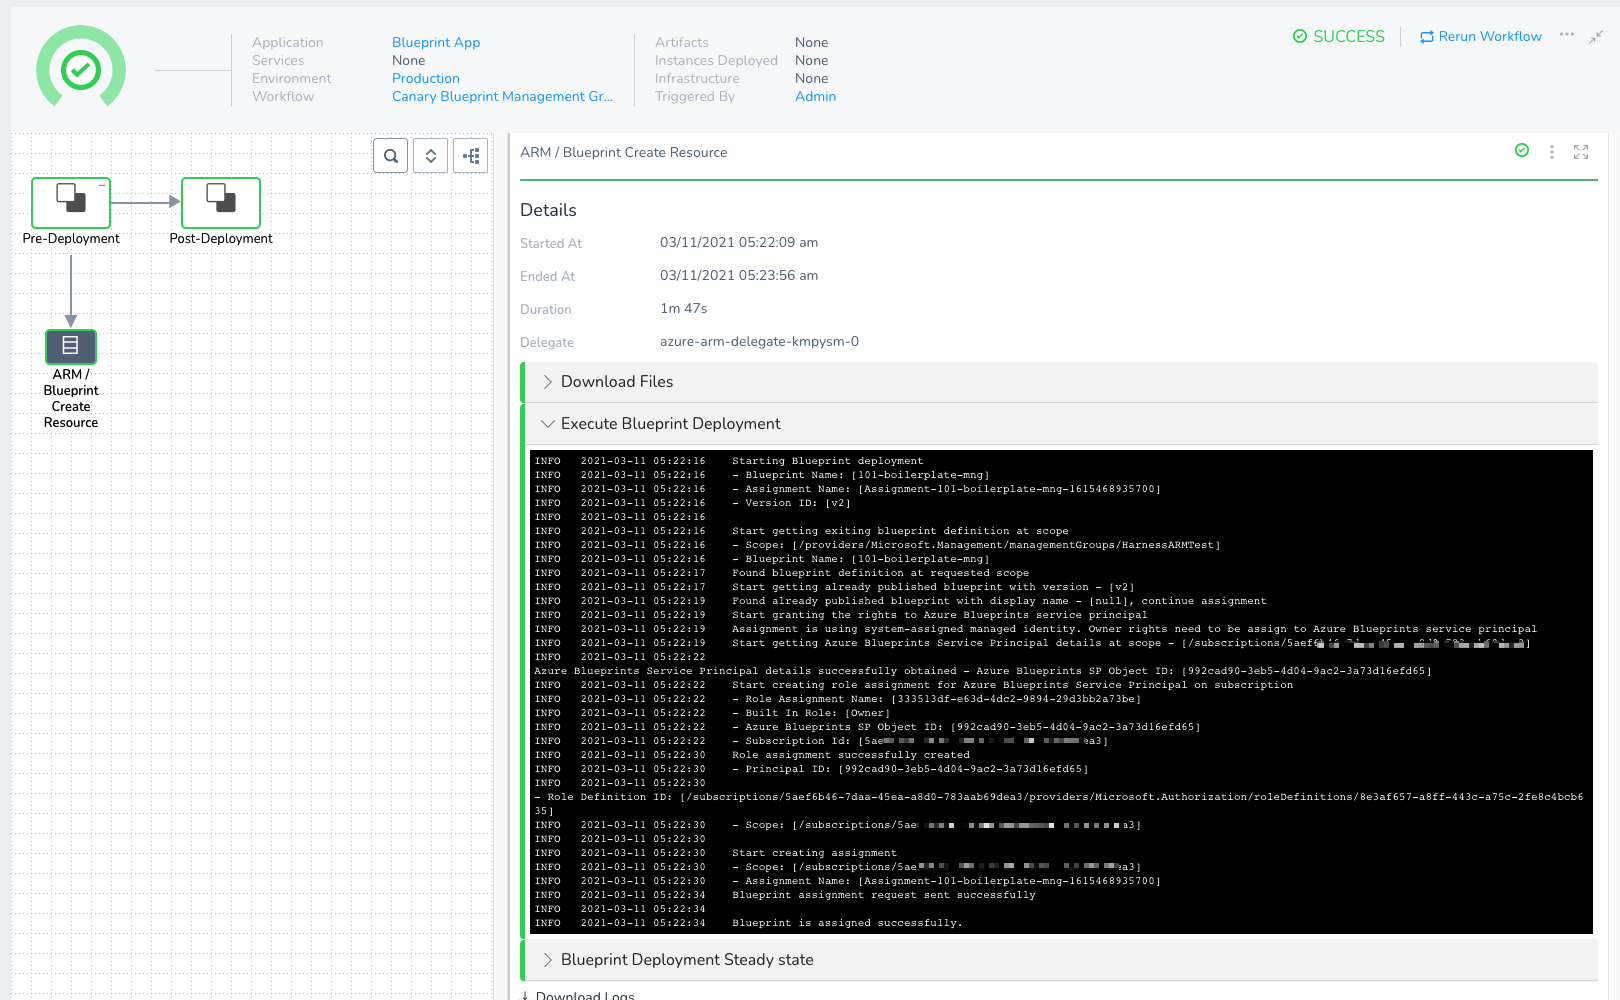 Application Blueprint App
Services None
Environment Production
Workflow Canary Blueprint Management Gr...
Artifacts None
Instances Deployed None
Infrastructure None
Triggered By Admin
SUCCESS Rerun Workflow
Pre-Deployment Post-Deployment
ARM /
Blueprint
Create
Resource
ARM / Blueprint Create Resource
Details
Started At 03/11/2021 05:22:09 am
Ended At 03/11/2021 05:23:56 am
Duration 1m 47s
Delegate azure-arm-delegate-kmpysm-0
Download Files
Execute Blueprint Deployment
INFO 2021-03-11 05:22:16 Starting Blueprint deployment
INFO 2021-03-11 05:22:16 - Blueprint Name: [101-boilerplate-mng]
INFO 2021-03-11 05:22:16 - Assignment Name: [Assignment-101-boilerplate-mng-1615468935700]
INFO 2021-03-11 05:22:16 - Version ID: [v2]
INFO 2021-03-11 05:22:16
INFO 2021-03-11 05:22:16 Start getting exiting blueprint definition at scope
INFO 2021-03-11 05:22:16 - Scope: [/providers/Microsoft.Management/managementGroups/HarnessARMTest]
INFO 2021-03-11 05:22:16 - Blueprint Name: [101-boilerplate-mng]
INFO 2021-03-11 05:22:17 Found blueprint definition at requested scope
INFO 2021-03-11 05:22:17 Start getting already published blueprint with version - [v2]
INFO 2021-03-11 05:22:19 Found already published blueprint with display name - [null], continue assignment
INFO 2021-03-11 05:22:19 Start granting the rights to Azure Blueprints service principal
INFO 2021-03-11 05:22:19 Assignment is using system-assigned managed identity. Owner rights need to be assign to Azure Blueprints service principal
INFO 2021-03-11 05:22:19 Start getting Azure Blueprints Service Principal details at scope - [/subscriptions/5aef
INFO 2021-03-11 05:22:22
Azure Blueprints Service Principal details successfully obtained - Azure Blueprints SP Object ID: [992cad90-3eb5-4d04-9ac2-3a73d16efd65]
INFO 2021-03-11 05:22:22 Start creating role assignment for Azure Blueprints Service Principal on subscription
INFO 2021-03-11 05:22:22 - Role Assignment Name: [333513df-e63d-4dc2-9894-29d3bb2a73be]
INFO 2021-03-11 05:22:22 - Built In Role: [Owner]
INFO 2021-03-11 05:22:22 - Azure Blueprints SP Object ID: [992cad90-3eb5-4d04-9ac2-3a73d16efd65]
INFO 2021-03-11 05:22:22 - Subscription Id: [5ae ea3]
INFO 2021-03-11 05:22:30 Role assignment successfully created
INFO 2021-03-11 05:22:30 - Principal ID: [992cad90-3eb5-4d04-9ac2-3a73d16efd65]
INFO 2021-03-11 05:22:30
- Role Definition ID: [/subscriptions/5aef6b46-7daa-45ea-a8d0-783aab69dea3/providers/Microsoft.Authorization/roleDefinitions/8e3af657-a8ff-443c-a75c-2fe8c4bcb6
35]
INFO 2021-03-11 05:22:30 - Scope: [/subscriptions/5ae a3]
INFO 2021-03-11 05:22:30
INFO 2021-03-11 05:22:30 Start creating assignment
INFO 2021-03-11 05:22:30 - Scope: [/subscriptions/5ae ea3]
INFO 2021-03-11 05:22:30 - Assignment Name: [Assignment-101-boilerplate-mng-1615468935700]
INFO 2021-03-11 05:22:34 Blueprint assignment request sent successfully
INFO 2021-03-11 05:22:34
INFO 2021-03-11 05:22:34 Blueprint is assigned successfully.
Blueprint Deployment Steady state
Download Logs